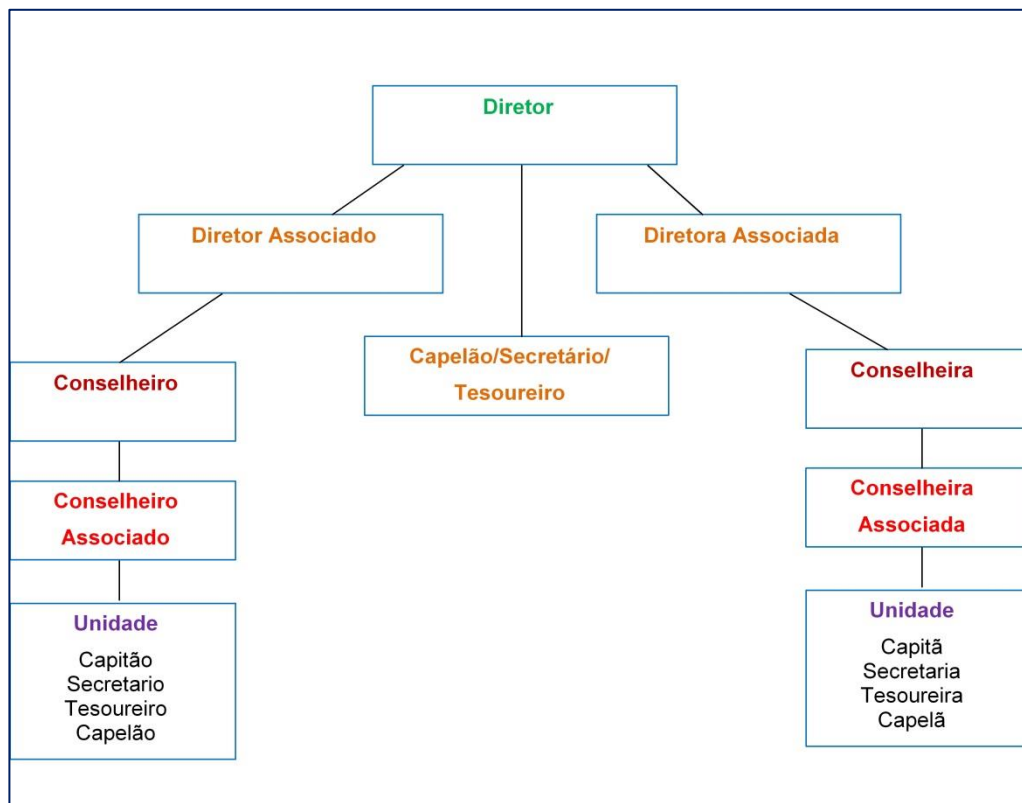 Diretor
Diretor Associado
Diretora Associada
Capelão/Secretário/
Tesoureiro
Conselheiro
Conselheira
Conselheiro
Associado
Conselheira
Associada
Unidade
Capitão
Secretario
Tesoureiro
Capelão
Unidade
Capitã
Secretaria
Tesoureira
Capelã